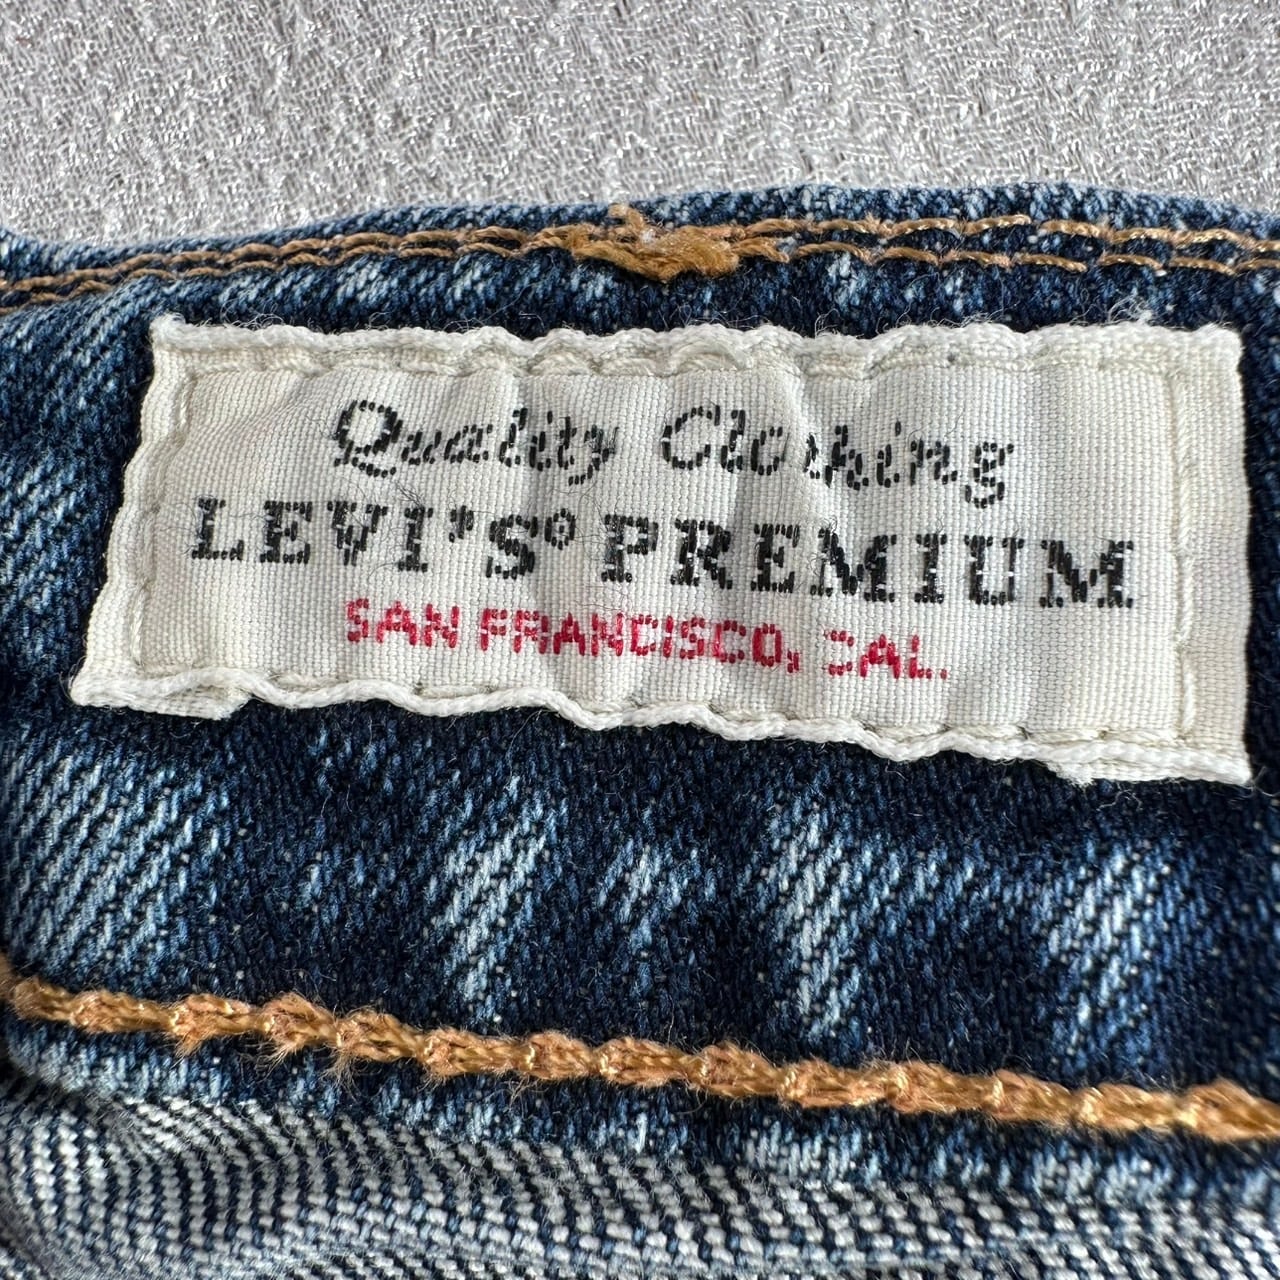 Quality Clothing
LEVI'S® PREMIUM
SAN FRANCISCO, CAL.